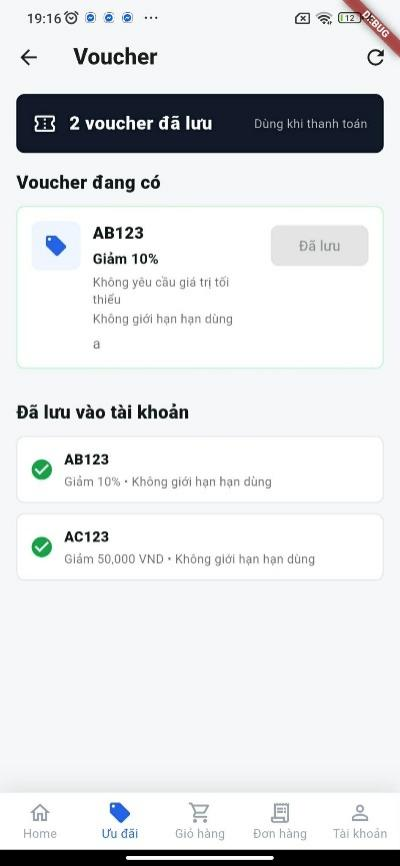 19:16
12
DEBUG
Voucher
2 voucher đã lưu
Dùng khi thanh toán
Voucher đang có
AB123
Giảm 10%
Đã lưu
Không yêu cầu giá trị tối
thiểu
Không giới hạn hạn dùng
a
Đã lưu vào tài khoản
AB123
Giảm 10% • Không giới hạn hạn dùng
AC123
Giảm 50,000 VND • Không giới hạn hạn dùng
Home
Ưu đãi
Giỏ hàng
Đơn hàng
Tài khoản